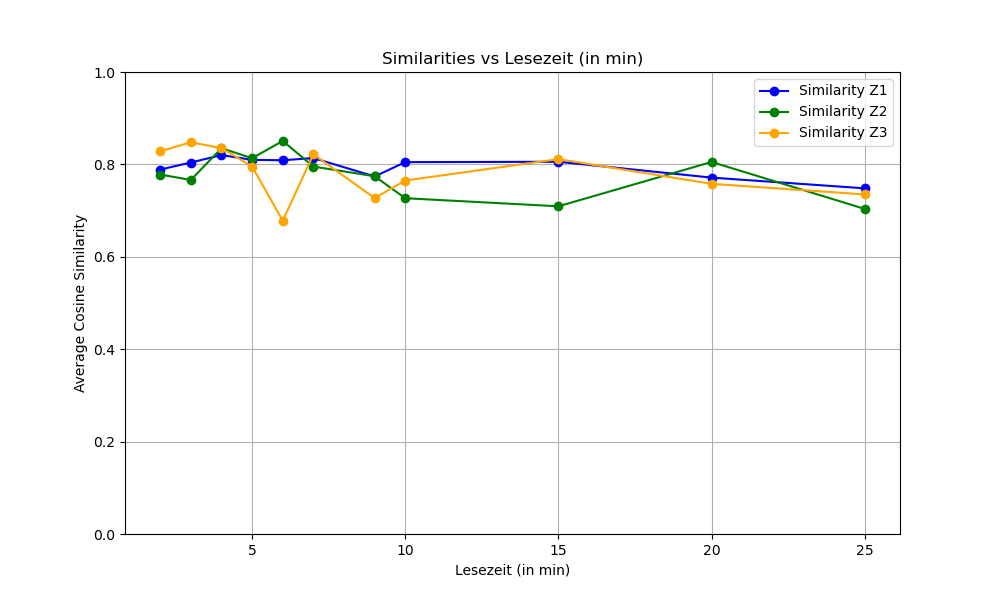 Similarities vs Lesezeit (in min)
Similarity Z1
Similarity Z2
Similarity Z3
Average Cosine Similarity
1.0
0.8
0.6
0.4
0.2
0.0
5 10 15 20 25
Lesezeit (in min)